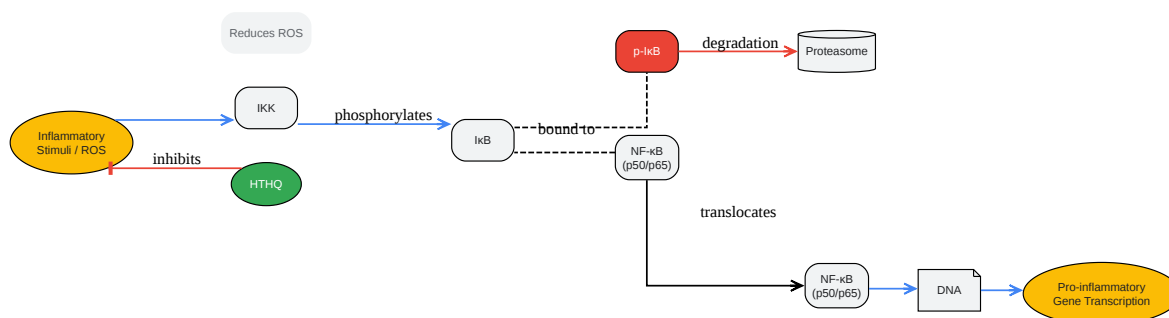 Reduces ROS
p-IκB
degradation
Proteasome
IKK
phosphorylates
Inflammatory
Stimuli / ROS
inhibits
HTHQ
IκB
bound to
NF-κB
(p50/p65)
translocates
NF-κB
(p50/p65)
DNA
Pro-inflammatory
Gene Transcription